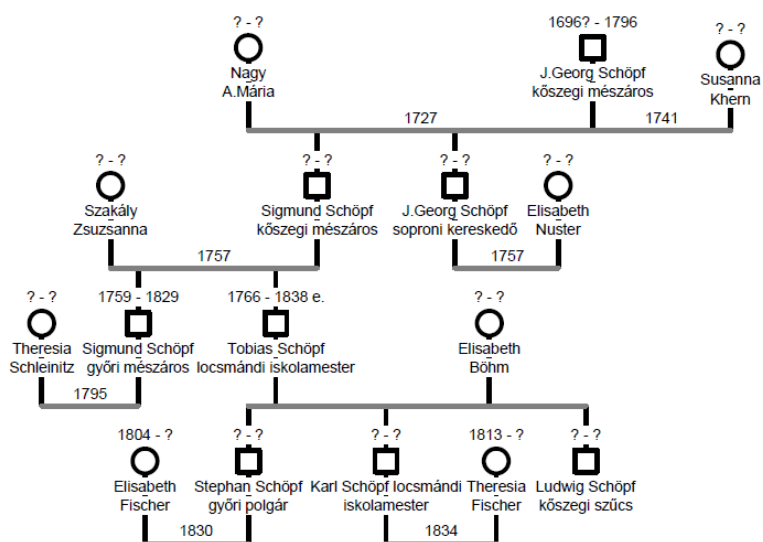 ? - ?
Nagy
A.Mária
1696? - 1796
J.Georg Schöpf
kőszegi mészáros
? - ?
Susanna
Khern
1727
1741
? - ?
Szakály
Zsuzsanna
? - ?
Sigmund Schöpf
kőszegi mészáros
? - ?
J.Georg Schöpf
soproni kereskedő
? - ?
Elisabeth
Nuster
1757
1757
? - ?
Theresia
Schleinitz
1759 - 1829
Sigmund Schöpf
győri mészáros
1766 - 1838 e.
Tobias Schöpf
locsmándi iskolamester
? - ?
Elisabeth
Böhm
1795
1804 - ?
Elisabeth
Fischer
? - ?
Stephan Schöpf
győri polgár
? - ?
Karl Schöpf locsmándi
iskolamester
1813 - ?
Theresia
Fischer
? - ?
Ludwig Schöpf
kőszegi szűcs
1830
1834